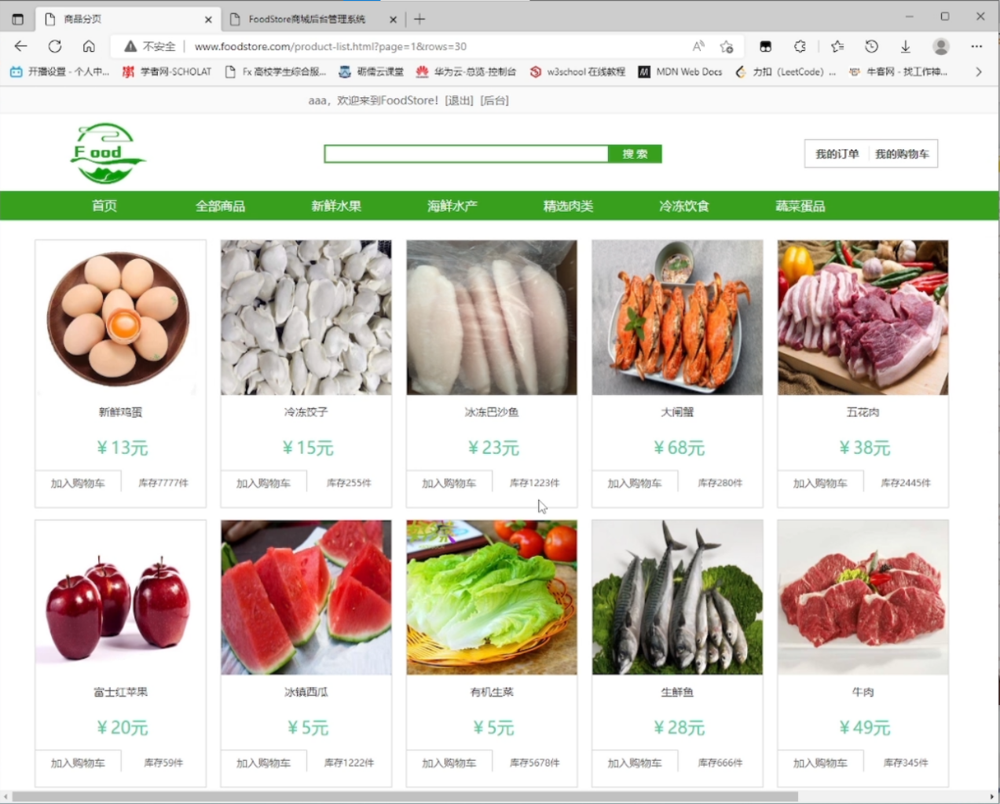 商品分页
FoodStore商城后台管理系统
不安全 www.foodstore.com/product-list.html?page=1&rows=30
开播设置 - 个人中... 学者网-SCHOLAT Fx 高校学生综合服... 砺儒云课堂 华为云-总览-控制台 w3school 在线教程 MDN Web Docs 力扣（LeetCode）... 牛客网 - 找工作神...
aaa，欢迎来到FoodStore！[退出] [后台]
Food
搜 索
我的订单 我的购物车
首页 全部商品 新鲜水果 海鲜水产 精选肉类 冷冻饮食 蔬菜蛋品
新鲜鸡蛋 冷冻饺子 冰冻巴沙鱼 大闸蟹 五花肉
￥13元 ￥15元 ￥23元 ￥68元 ￥38元
加入购物车 库存7777件 加入购物车 库存255件 加入购物车 库存1223件 加入购物车 库存280件 加入购物车 库存2445件
富士红苹果 冰镇西瓜 有机生菜 生鲜鱼 牛肉
￥20元 ￥5元 ￥5元 ￥28元 ￥49元
加入购物车 库存59件 加入购物车 库存1222件 加入购物车 库存5678件 加入购物车 库存666件 加入购物车 库存345件